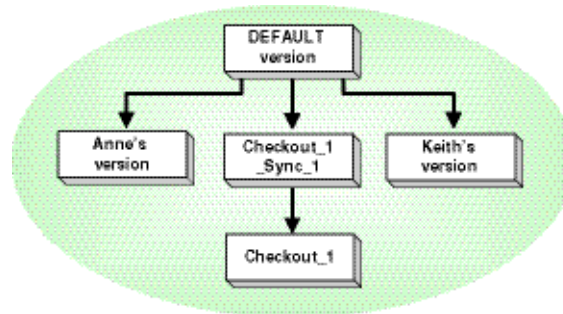 DEFAULT
version
Anne's
version
Checkout_1
_Sync_1
Keith's
version
Checkout_1